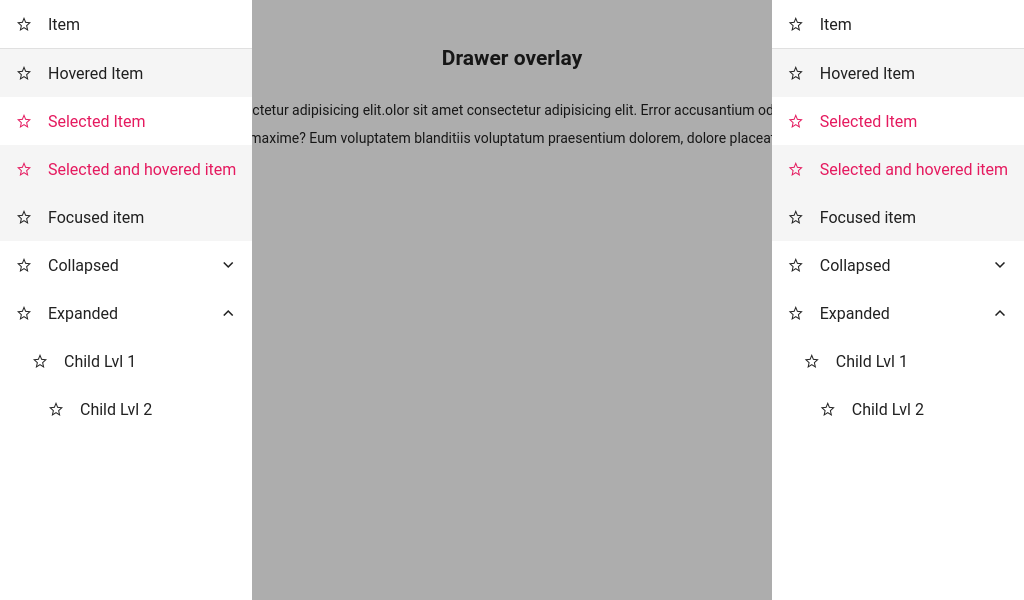 Item
Hovered Item
Selected Item
Selected and hovered item
Focused item
Collapsed
Expanded
Child Lvl 1
Child Lvl 2
Drawer overlay
ctetur adipisicing elit.olor sit amet consectetur adipisicing elit. Error accusantium od
maxime? Eum voluptatem blanditiis voluptatum praesentium dolorem, dolore placeat
Item
Hovered Item
Selected Item
Selected and hovered item
Focused item
Collapsed
Expanded
Child Lvl 1
Child Lvl 2